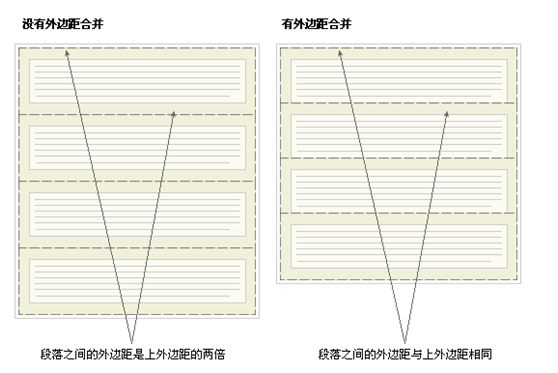 没有外边距合并
有外边距合并
段落之间的外边距是上外边距的两倍
段落之间的外边距与上外边距相同